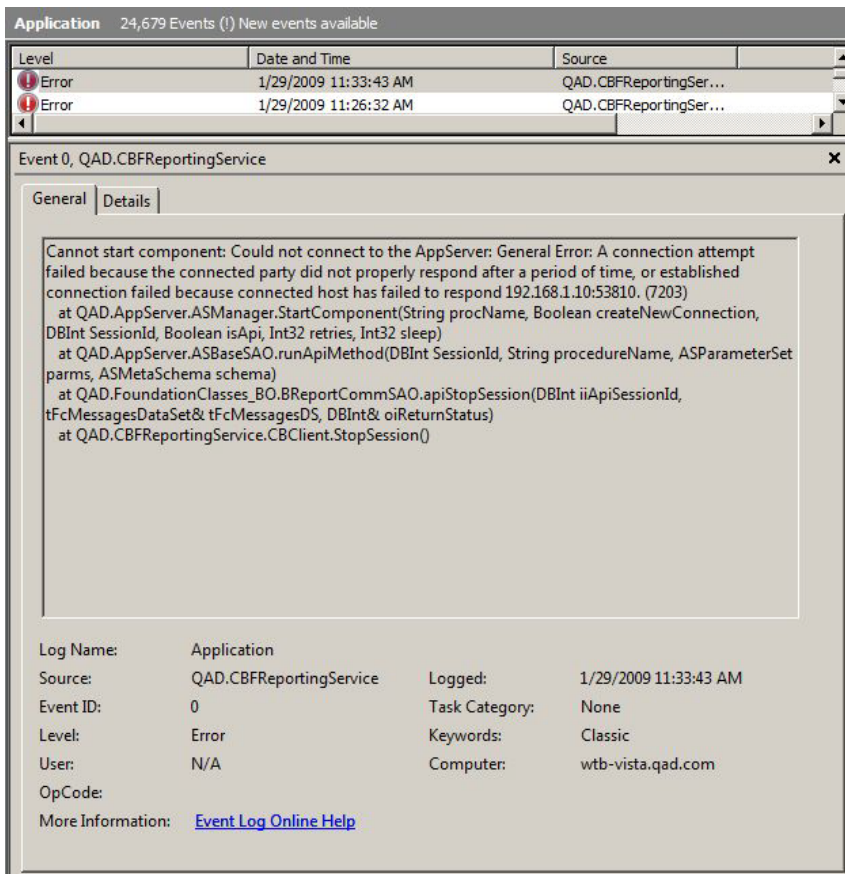 Application 24,679 Events (!) New events available
Level Date and Time Source
Error 1/29/2009 11:33:43 AM QAD.CBFReportingSer...
Error 1/29/2009 11:26:32 AM QAD.CBFReportingSer...
Event 0, QAD.CBFReportingService
General Details
Cannot start component: Could not connect to the AppServer: General Error: A connection attempt
failed because the connected party did not properly respond after a period of time, or established
connection failed because connected host has failed to respond 192.168.1.10:53810. (7203)
at QAD.AppServer.ASManager.StartComponent(String procName, Boolean createNewConnection,
DBInt SessionId, Boolean isApi, Int32 retries, Int32 sleep)
at QAD.AppServer.ASBaseSAO.runApiMethod(DBInt SessionId, String procedureName, ASParameterSet
parms, ASMetaSchema schema)
at QAD.FoundationClasses_BO.BReportCommSAO.apiStopSession(DBInt iiApiSessionId,
tFcMessagesDataSet& tFcMessagesDS, DBInt& oiReturnStatus)
at QAD.CBFReportingService.CBClient.StopSession()
Log Name: Application
Source: QAD.CBFReportingService Logged: 1/29/2009 11:33:43 AM
Event ID: 0 Task Category: None
Level: Error Keywords: Classic
User: N/A Computer: wtb-vista.qad.com
OpCode:
More Information: Event Log Online Help